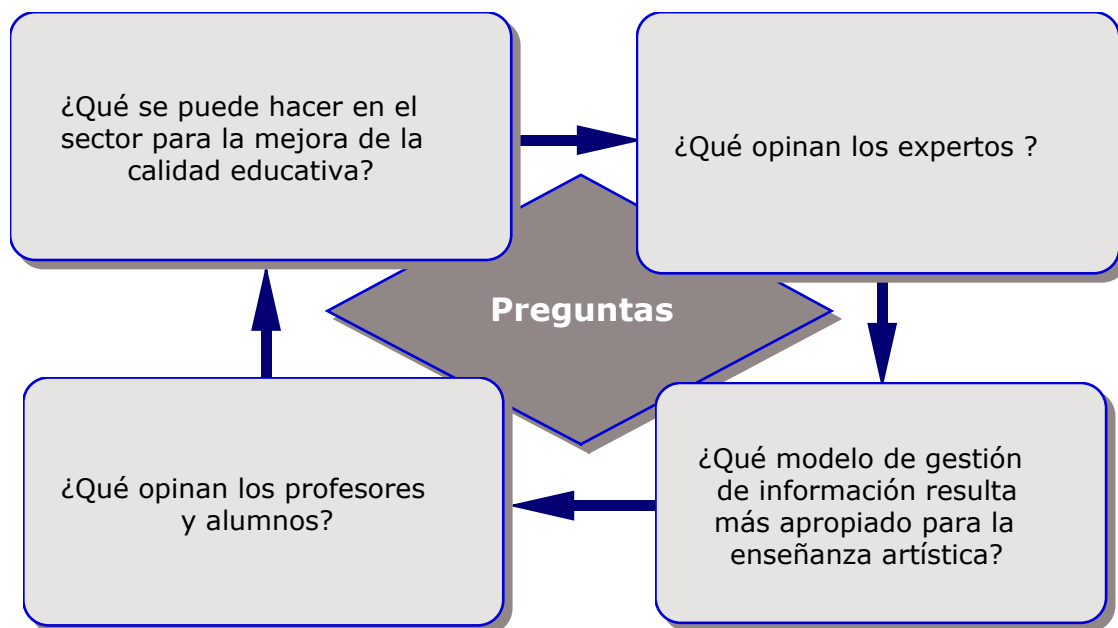 ¿Qué se puede hacer en el
sector para la mejora de la
calidad educativa?
¿Qué opinan los expertos ?
Preguntas
¿Qué modelo de gestión
de información resulta
más apropiado para la
enseñanza artística?
¿Qué opinan los profesores
y alumnos?